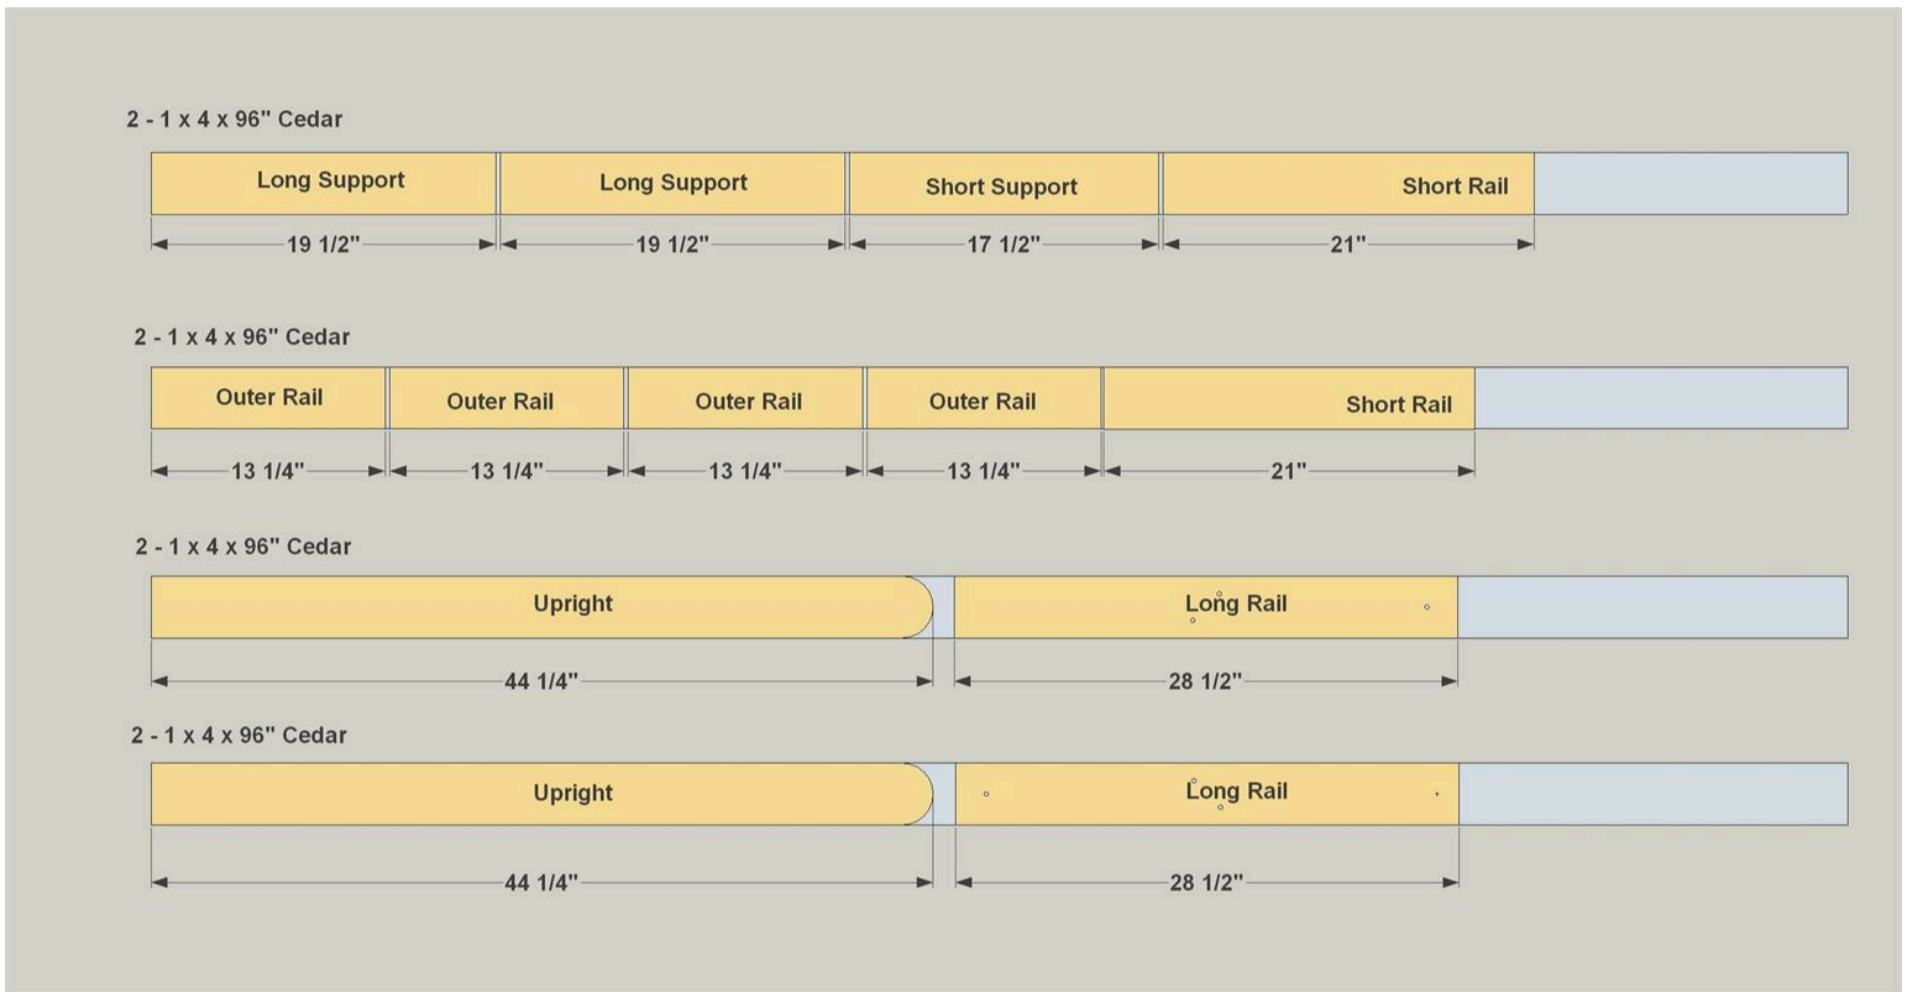 2 - 1 x 4 x 96" Cedar
Long Support Long Support Short Support Short Rail
19 1/2" 19 1/2" 17 1/2" 21"
2 - 1 x 4 x 96" Cedar
Outer Rail Outer Rail Outer Rail Outer Rail Short Rail
13 1/4" 13 1/4" 13 1/4" 13 1/4" 21"
2 - 1 x 4 x 96" Cedar
Upright Long Rail
44 1/4" 28 1/2"
2 - 1 x 4 x 96" Cedar
Upright Long Rail
44 1/4" 28 1/2"